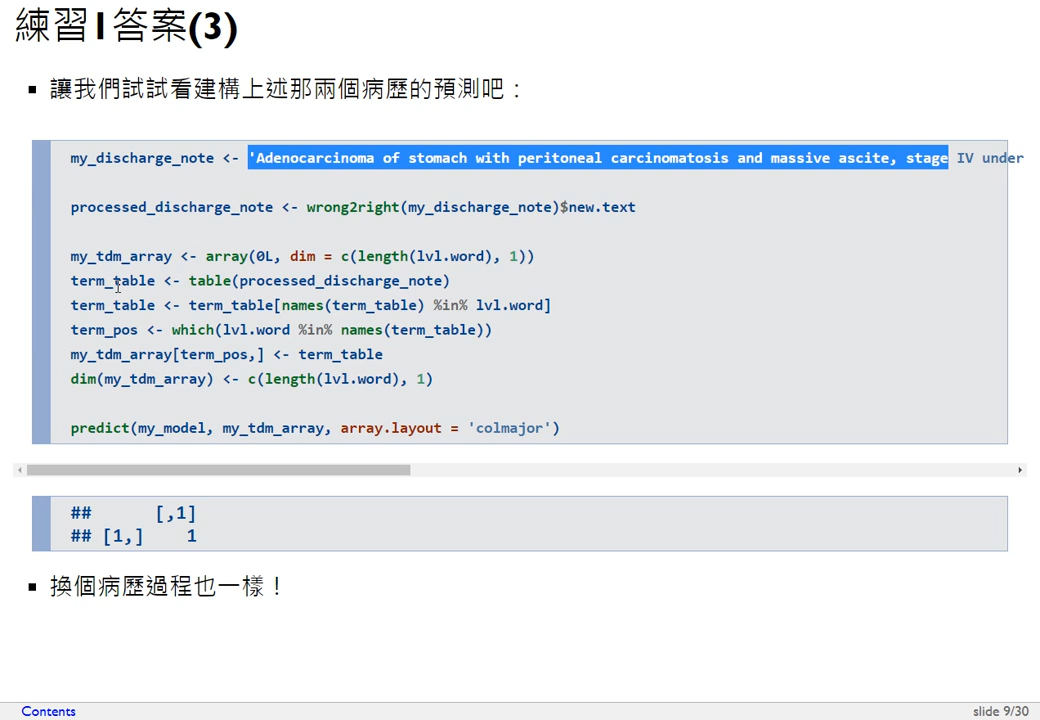 練習1答案(3)
▪ 讓我們試試看建構上述那兩個病歷的預測吧：
my_discharge_note <- 'Adenocarcinoma of stomach with peritoneal carcinomatosis and massive ascite, stage IV under
processed_discharge_note <- wrong2right(my_discharge_note)$new.text
my_tdm_array <- array(0L, dim = c(length(lvl.word), 1))
term_table <- table(processed_discharge_note)
term_table <- term_table[names(term_table) %in% lvl.word]
term_pos <- which(lvl.word %in% names(term_table))
my_tdm_array[term_pos,] <- term_table
dim(my_tdm_array) <- c(length(lvl.word), 1)
predict(my_model, my_tdm_array, array.layout = 'colmajor')
##      [,1]
## [1,]    1
▪ 換個病歷過程也一樣！
Contents
slide 9/30